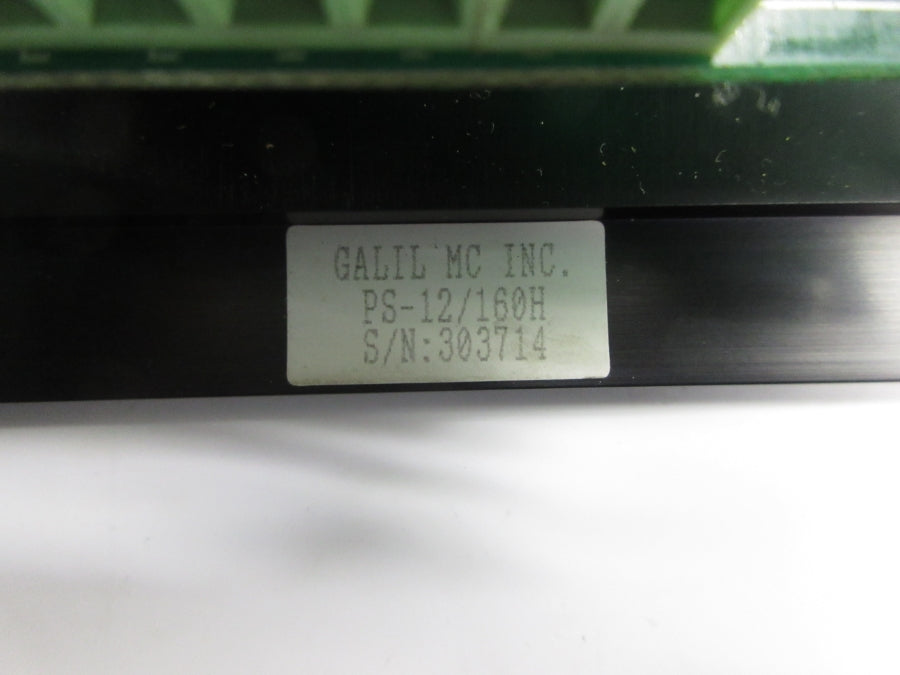 GALIL MC INC.
PS-12/160H
S/N:303714